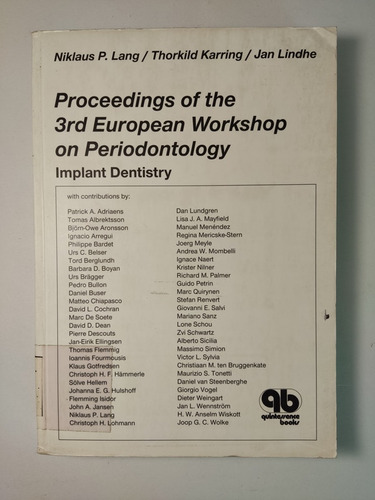 Niklaus P. Lang / Thorkild Karring / Jan Lindhe
Proceedings of the
3rd European Workshop
on Periodontology
Implant Dentistry
with contributions by:
Patrick A. Adriaens
Tomas Albrektsson
Björn-Owe Aronsson
Ignacio Arregui
Philippe Bardet
Urs C. Belser
Tord Berglundh
Barbara D. Boyan
Urs Brägger
Pedro Bullon
Daniel Buser
Matteo Chiapasco
David L. Cochran
Marc De Soete
David D. Dean
Pierre Descouts
Jan-Eirik Ellingsen
Thomas Flemmig
Ioannis Fourmousis
Klaus Gotfredsen
Christoph H. F. Hämmerle
Sölve Hellem
Johanna E. G. Hulshoff
Flemming Isidor
John A. Jansen
Niklaus P. Lang
Christoph H. Lohmann
Dan Lundgren
Lisa J. A. Mayfield
Manuel Menéndez
Regina Mericske-Stern
Joerg Meyle
Andrea W. Mombelli
Ignace Naert
Krister Nilner
Richard M. Palmer
Guido Petrin
Marc Quirynen
Stefan Renvert
Giovanni E. Salvi
Mariano Sanz
Lone Schou
Zvi Schwartz
Alberto Sicilia
Massimo Simion
Victor L. Sylvia
Christiaan M. ten Bruggenkate
Maurizio S. Tonetti
Daniel van Steenberghe
Giorgio Vogel
Dieter Weingart
Jan L. Wennström
H. W. Anselm Wiskott
Joop G. C. Wolke
qb
quintessence
books